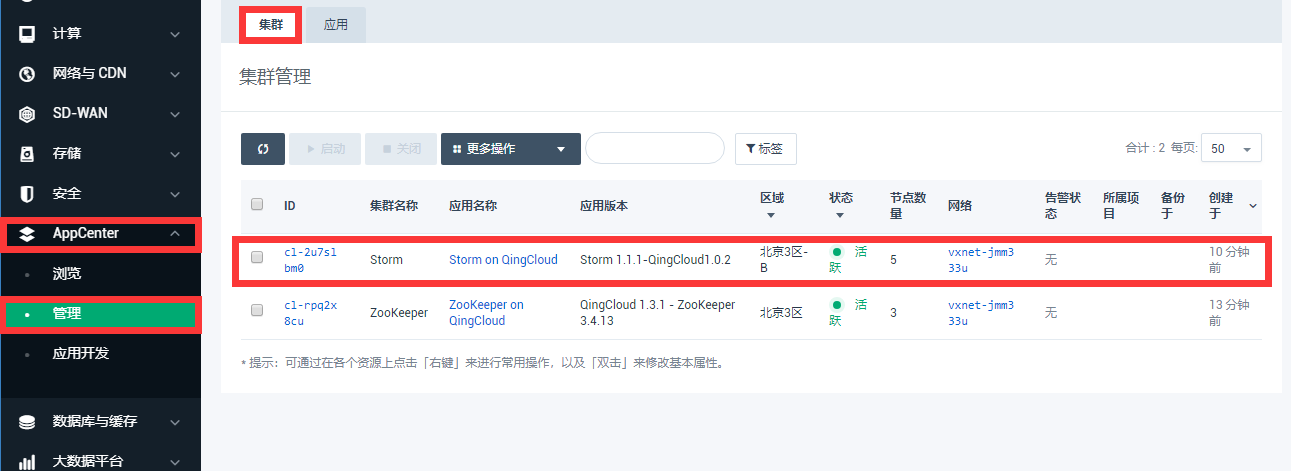 计算
网络与 CDN
SD-WAN
存储
安全
AppCenter
浏览
管理
应用开发
数据库与缓存
大数据平台
集群 应用
集群管理
启动 关闭 更多操作 标签 合计 : 2 每页: 50
ID 集群名称 应用名称 应用版本 区域 状态 节点数量 网络 告警状态 所属项目 备份于 创建于
cl-2u7sl Storm Storm on QingCloud Storm 1.1.1-QingCloud1.0.2 北京3区- 活 5 vxnet-jmm3 无 10 分钟
bm0 B 跃 33u 前
cl-rpq2x ZooKeeper ZooKeeper on QingCloud 1.3.1 - ZooKeeper 北京3区 活 3 vxnet-jmm3 无 13 分钟
8cu QingCloud 3.4.13 跃 33u 前
* 提示：可通过在各个资源上点击「右键」来进行常用操作，以及「双击」来修改基本属性。